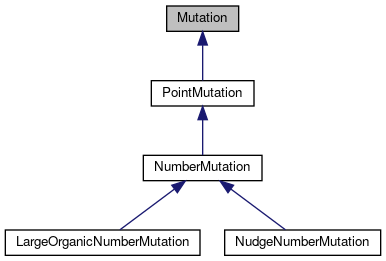 Mutation
PointMutation
NumberMutation
LargeOrganicNumberMutation
NudgeNumberMutation